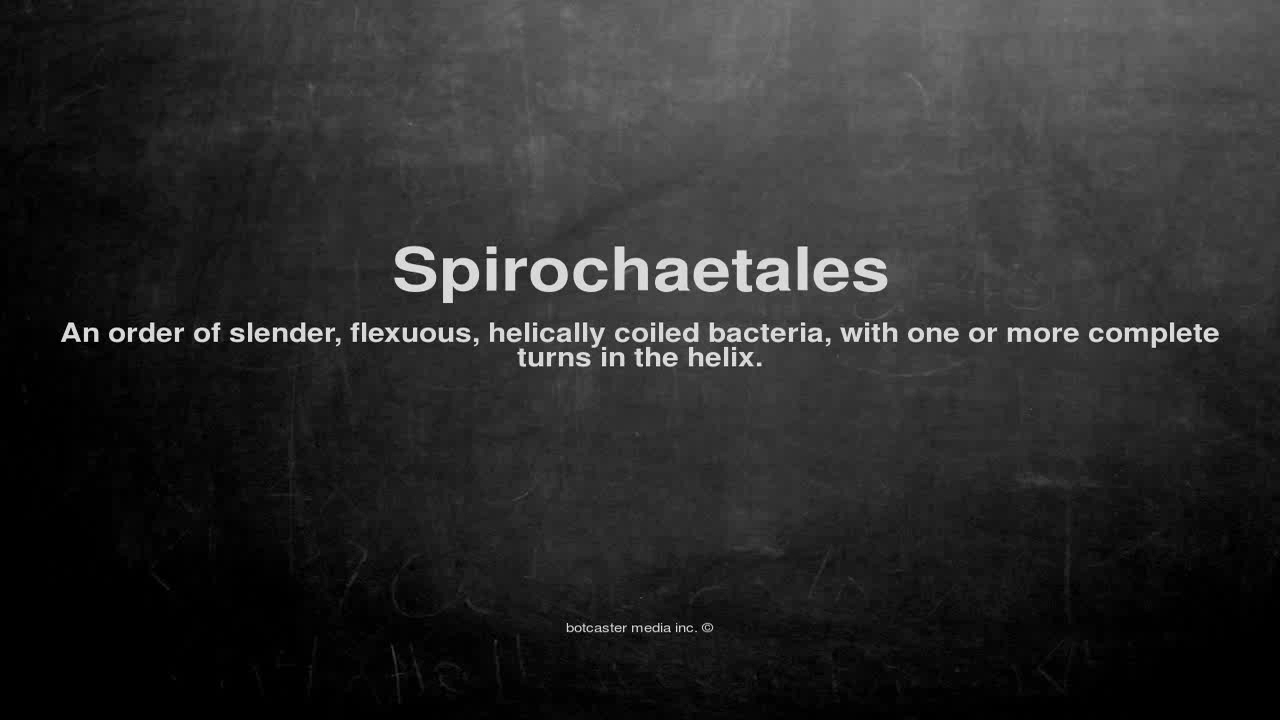 Spirochaetales
An order of slender, flexuous, helically coiled bacteria, with one or more complete
turns in the helix.
botcaster media inc. ©